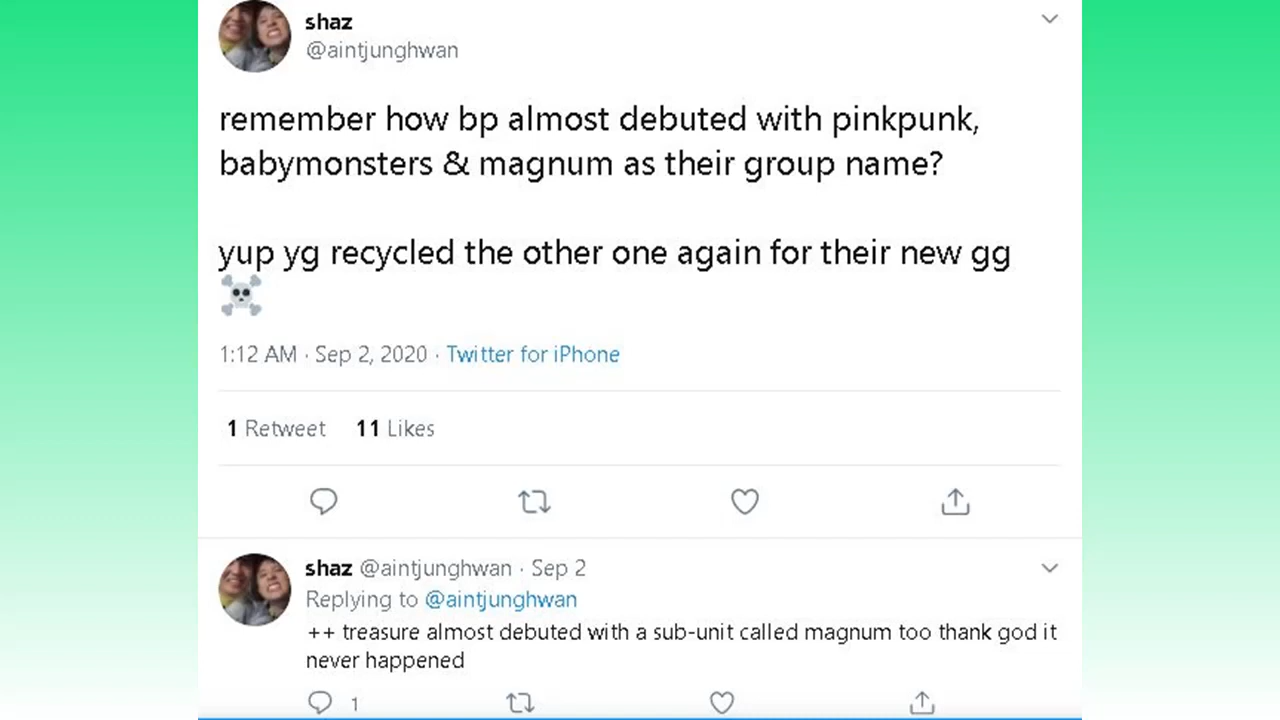 shaz
@aintjunghwan
remember how bp almost debuted with pinkpunk,
babymonsters & magnum as their group name?
yup yg recycled the other one again for their new gg
☠️
1:12 AM · Sep 2, 2020 · Twitter for iPhone
1 Retweet 11 Likes
shaz @aintjunghwan · Sep 2
Replying to @aintjunghwan
++ treasure almost debuted with a sub-unit called magnum too thank god it
never happened
1